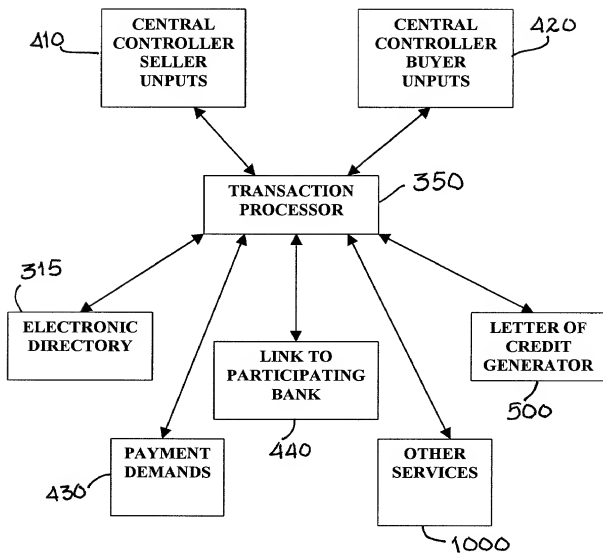 410
CENTRAL
CONTROLLER
SELLER
UNPUTS
CENTRAL
CONTROLLER
BUYER
UNPUTS
420
TRANSACTION
PROCESSOR
350
315
ELECTRONIC
DIRECTORY
LINK TO
PARTICIPATING
BANK
440
LETTER OF
CREDIT
GENERATOR
500
PAYMENT
DEMANDS
430
OTHER
SERVICES
1000